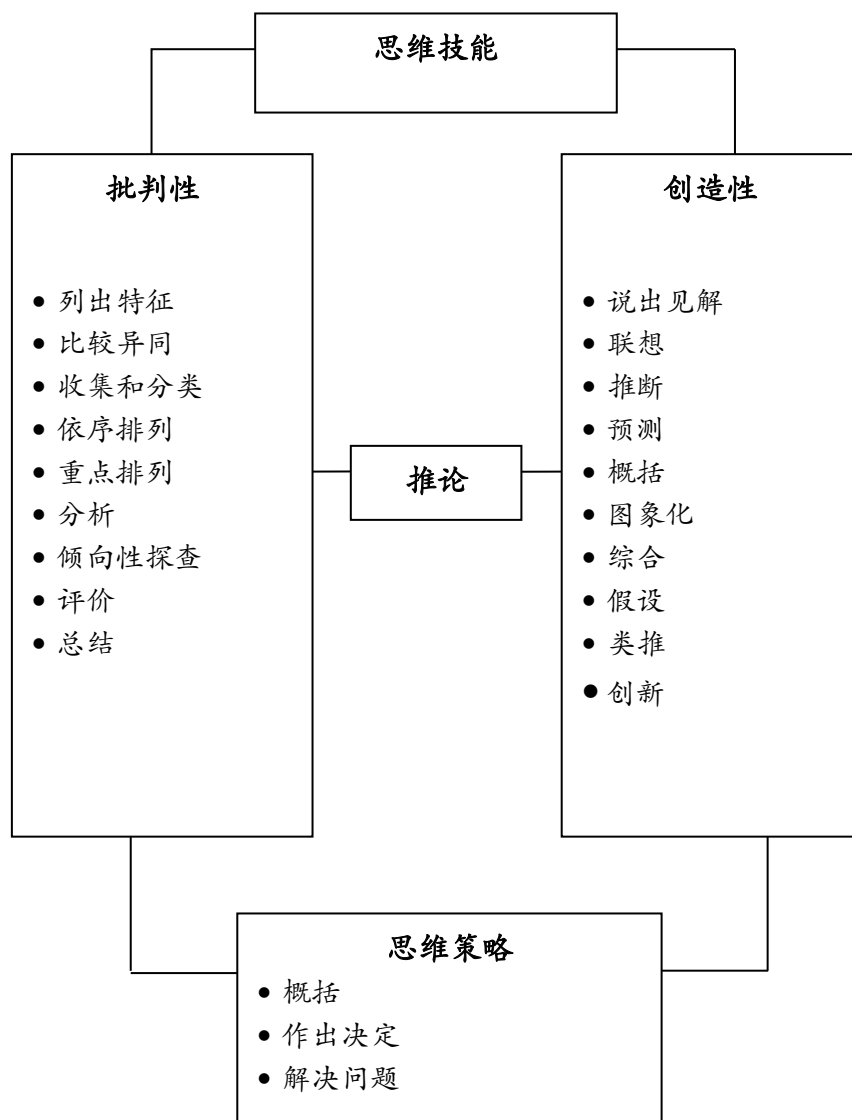 思维技能
批判性
• 列出特征
• 比较异同
• 收集和分类
• 依序排列
• 重点排列
• 分析
• 倾向性探查
• 评价
• 总结
推论
创造性
• 说出见解
• 联想
• 推断
• 预测
• 概括
• 图象化
• 综合
• 假设
• 类推
• 创新
思维策略
• 概括
• 作出决定
• 解决问题